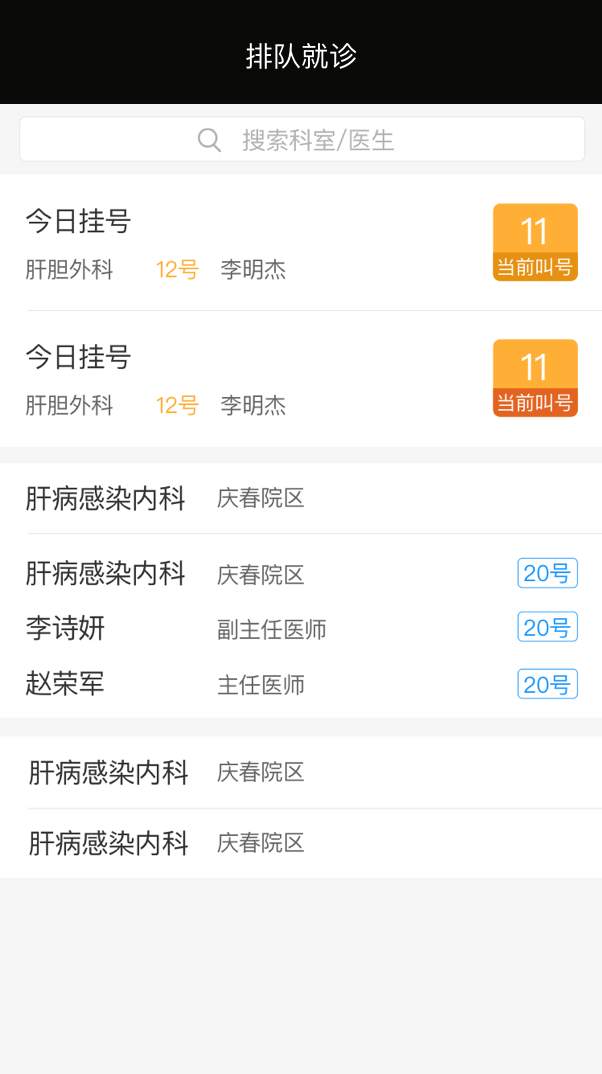 排队就诊
搜索科室/医生
今日挂号
11
肝胆外科 12号 李明杰
当前叫号
今日挂号
11
肝胆外科 12号 李明杰
当前叫号
肝病感染内科 庆春院区
肝病感染内科 庆春院区 20号
李诗妍 副主任医师 20号
赵荣军 主任医师 20号
肝病感染内科 庆春院区
肝病感染内科 庆春院区